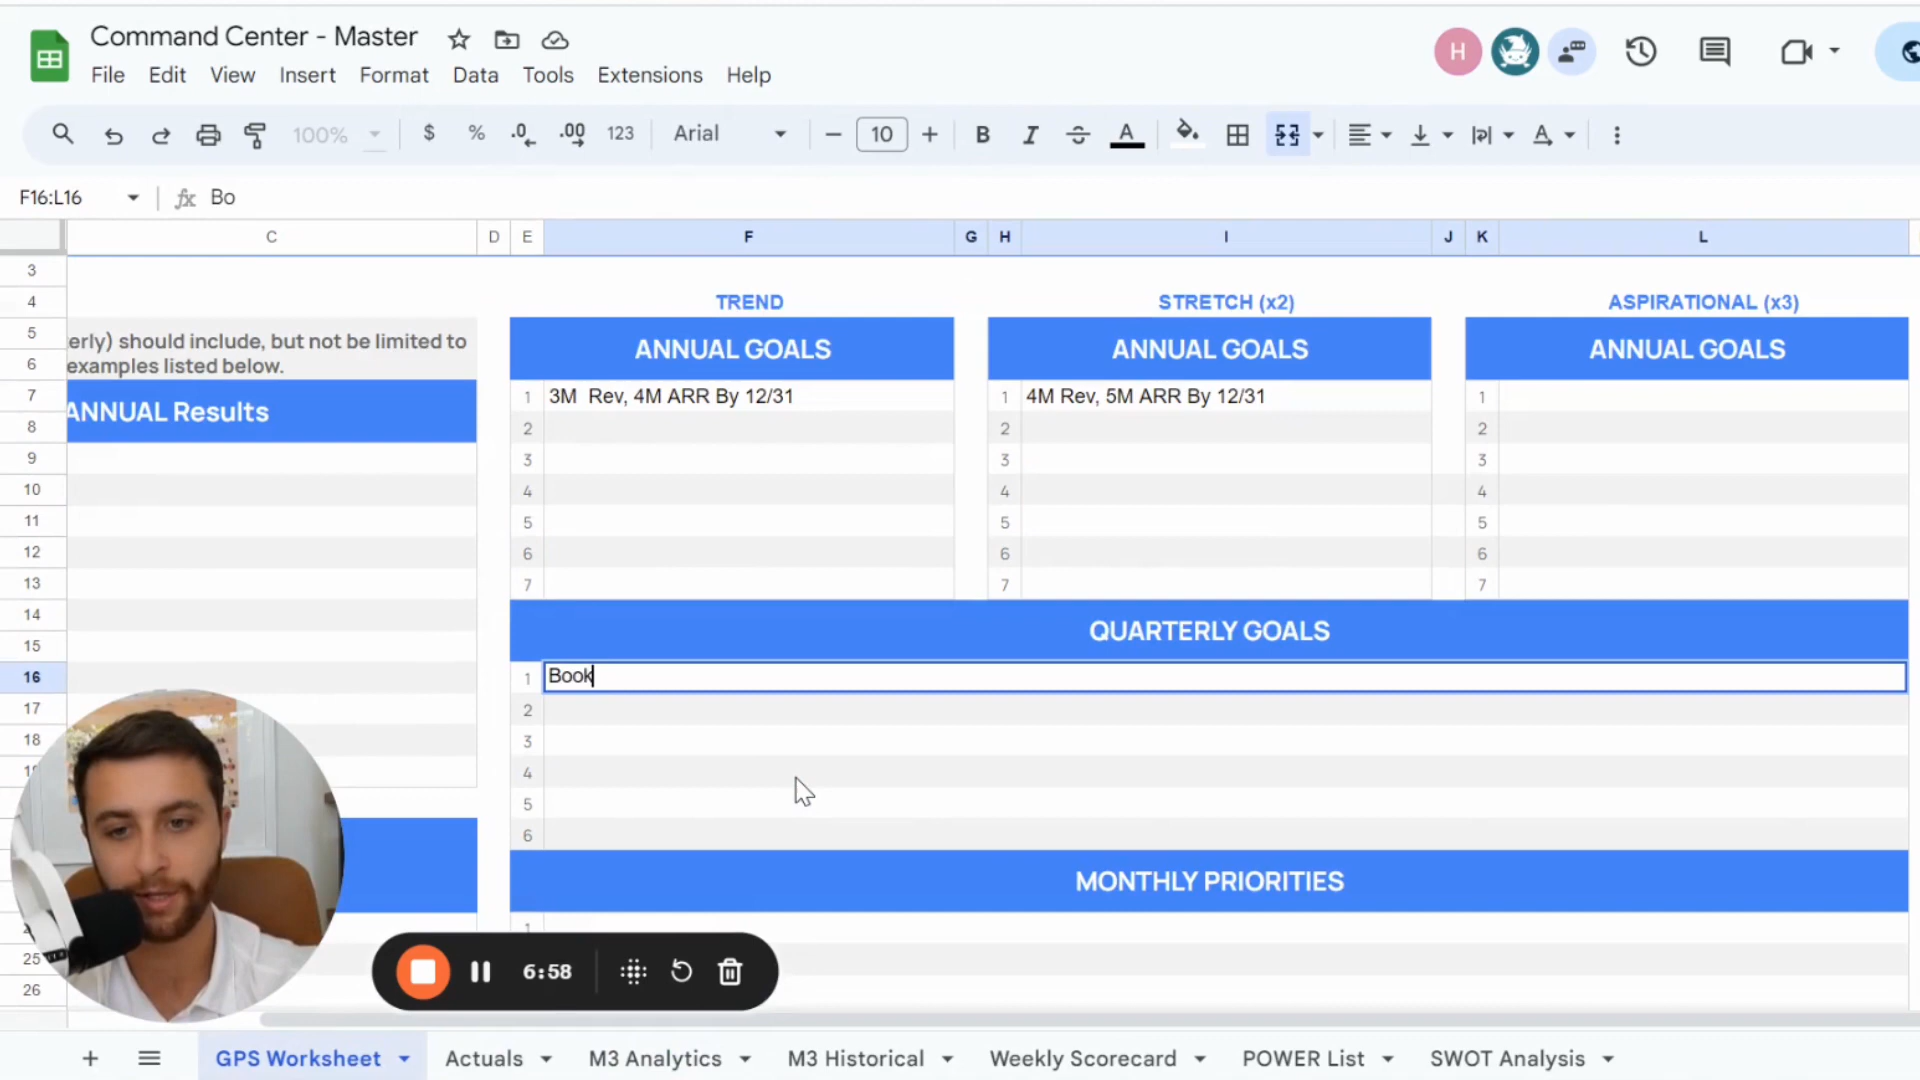 Command Center - Master
File Edit View Insert Format Data Tools Extensions Help
H
100% $ % .0 .00 123 Arial 10 B I A
F16:L16 fx Bo
C D E F G H I J K L
3
4 TREND STRETCH (x2) ASPIRATIONAL (x3)
5 erly) should include, but not be limited to
6 examples listed below.
ANNUAL GOALS ANNUAL GOALS ANNUAL GOALS
7 1 3M Rev, 4M ARR By 12/31 1 4M Rev, 5M ARR By 12/31 1
ANNUAL Results
8 2 2 2
9 3 3 3
10 4 4 4
11 5 5 5
12 6 6 6
13 7 7 7
14
15 QUARTERLY GOALS
16 1 Book
17 2
18 3
4
5
6
MONTHLY PRIORITIES
1
25
26
6:58
GPS Worksheet Actuals M3 Analytics M3 Historical Weekly Scorecard POWER List SWOT Analysis